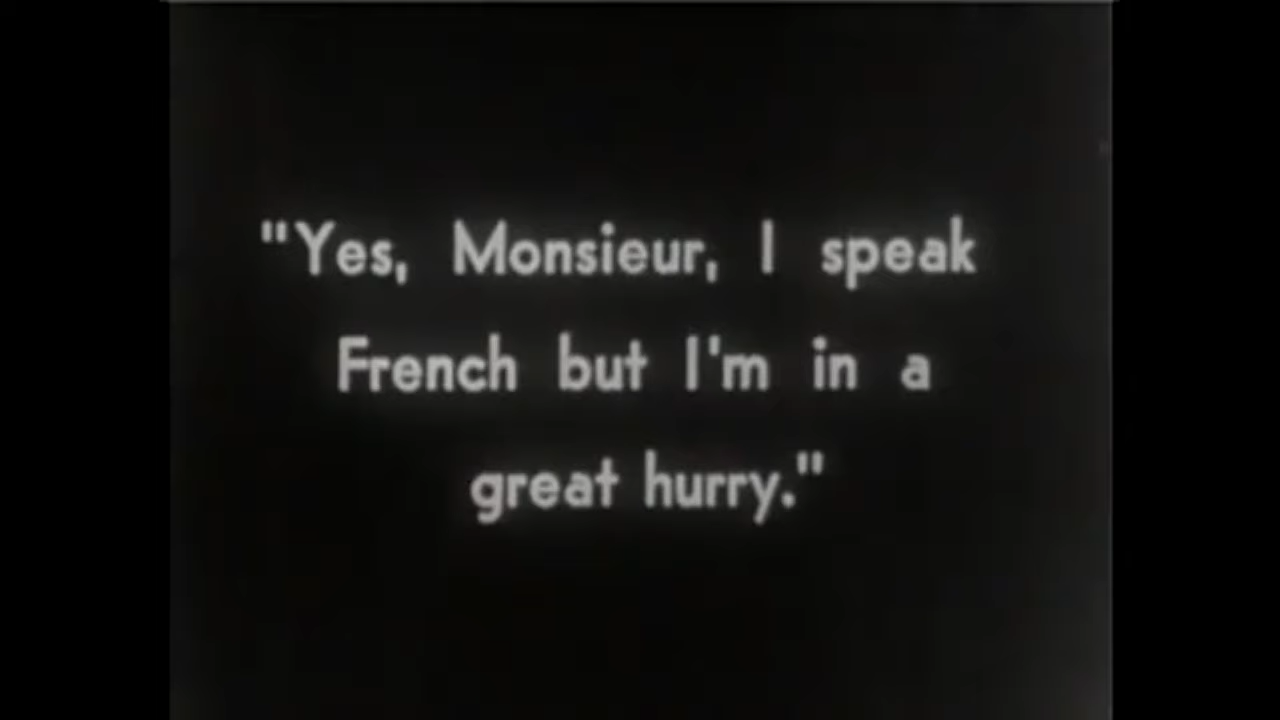 "Yes, Monsieur, I speak
French but I'm in a
great hurry."